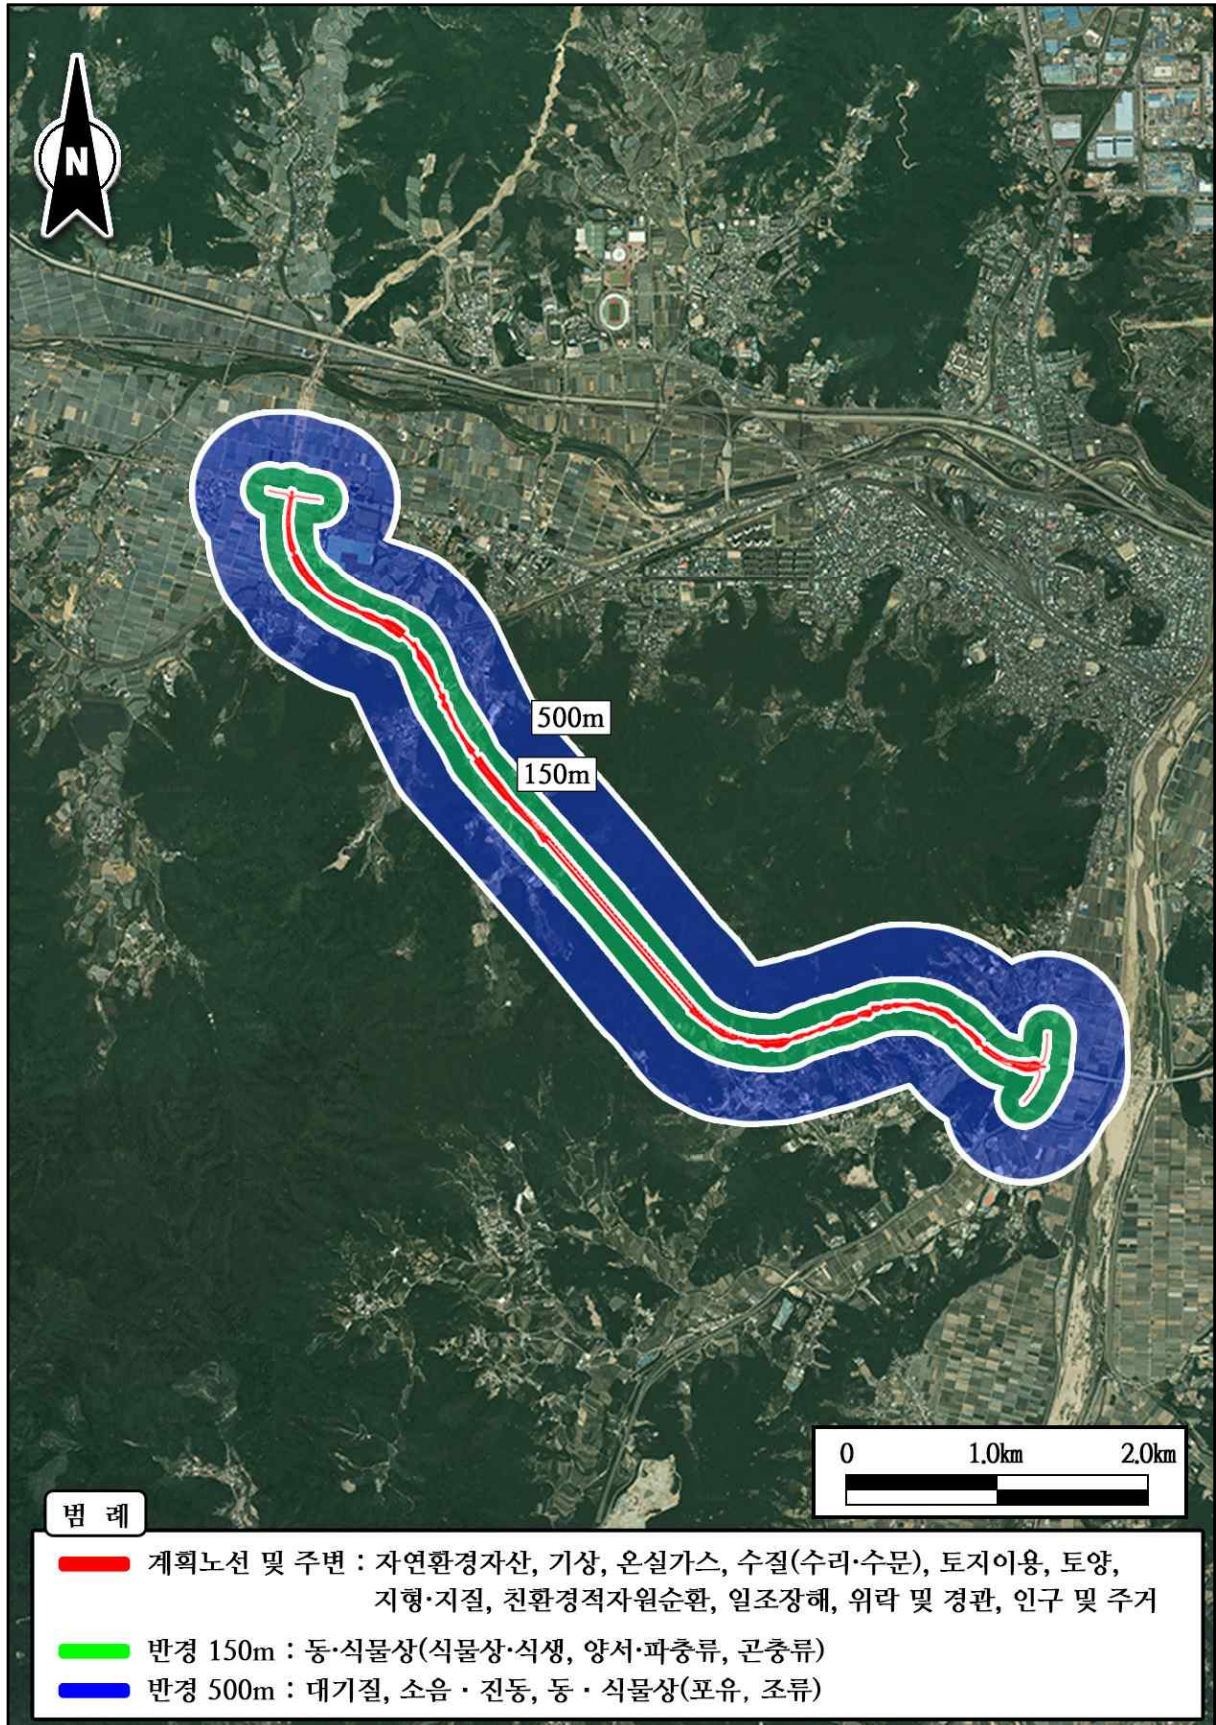 N
500m
150m
0 1.0km 2.0km
범 례
계획노선 및 주변 : 자연환경자산, 기상, 온실가스, 수질(수리·수문), 토지이용, 토양,
지형·지질, 친환경적자원순환, 일조장해, 위락 및 경관, 인구 및 주거
반경 150m : 동·식물상(식물상·식생, 양서·파충류, 곤충류)
반경 500m : 대기질, 소음 · 진동, 동 · 식물상(포유, 조류)